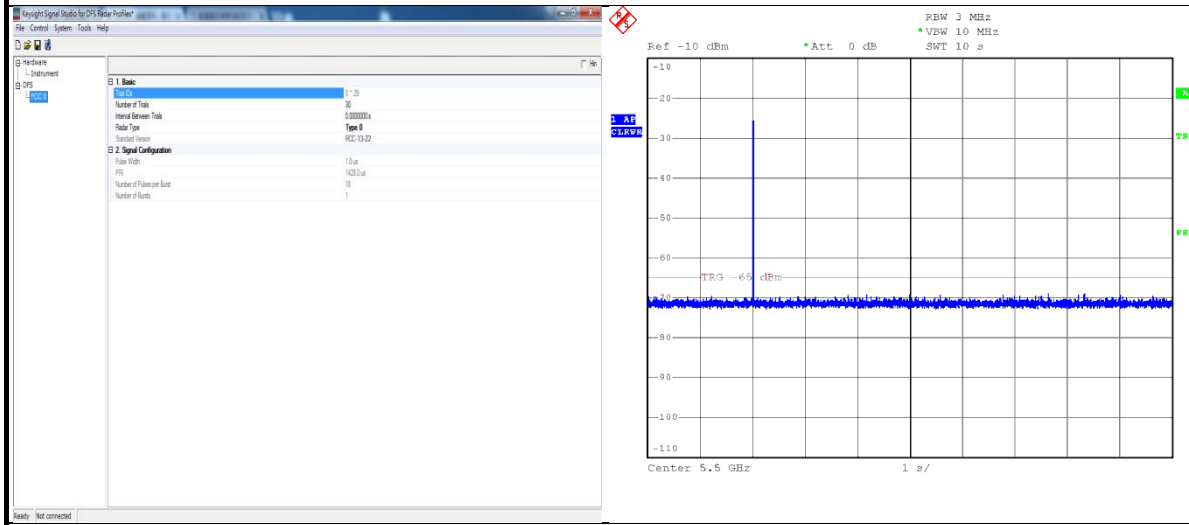 Keysight Signal Studio for DFS Radar Profiles*
File Control System Tools Help
Hardware
Instrument
DFS
FCC 0
Hin
1. Basic
Trial IDs 0 ~ 29
Number of Trials 30
Interval Between Trials 0.0000000 s
Radar Type Type 0
Standard Version FCC-13-22
2. Signal Configuration
Pulse Width 1.0 us
PRI 1428.0 us
Number of Pulses per Burst 18
Number of Bursts 1
Ready Not connected
R S
RBW 3 MHz
*VBW 10 MHz
Ref -10 dBm *Att 0 dB SWT 10 s
-10
-20
A
1 AP
CLRWR
-30
TR
-40
-50
PR
-60
TRG -65 dBm
-70
-80
-90
-100
-110
Center 5.5 GHz 1 s/